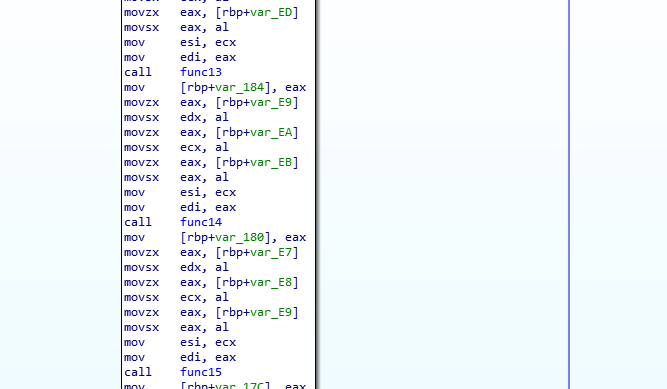 movzx eax, [rbp+var_ED]
movsx eax, al
mov esi, ecx
mov edi, eax
call func13
mov [rbp+var_184], eax
movzx eax, [rbp+var_E9]
movsx edx, al
movzx eax, [rbp+var_EA]
movsx ecx, al
movzx eax, [rbp+var_EB]
movsx eax, al
mov esi, ecx
mov edi, eax
call func14
mov [rbp+var_180], eax
movzx eax, [rbp+var_E7]
movsx edx, al
movzx eax, [rbp+var_E8]
movsx ecx, al
movzx eax, [rbp+var_E9]
movsx eax, al
mov esi, ecx
mov edi, eax
call func15
mov [rbp+var_17C], eax